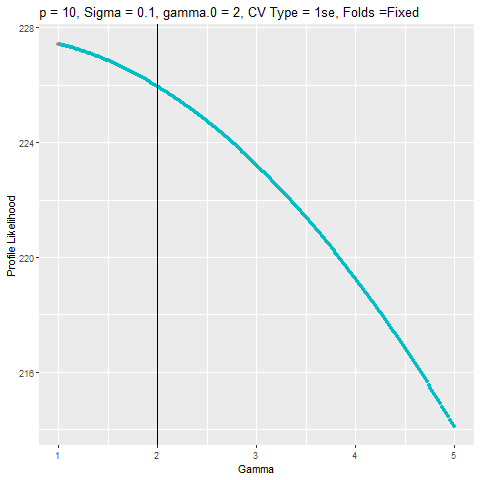 p = 10, Sigma = 0.1, gamma.0 = 2, CV Type = 1se, Folds =Fixed
228
224
220
216
Profile Likelihood
1 2 3 4 5
Gamma